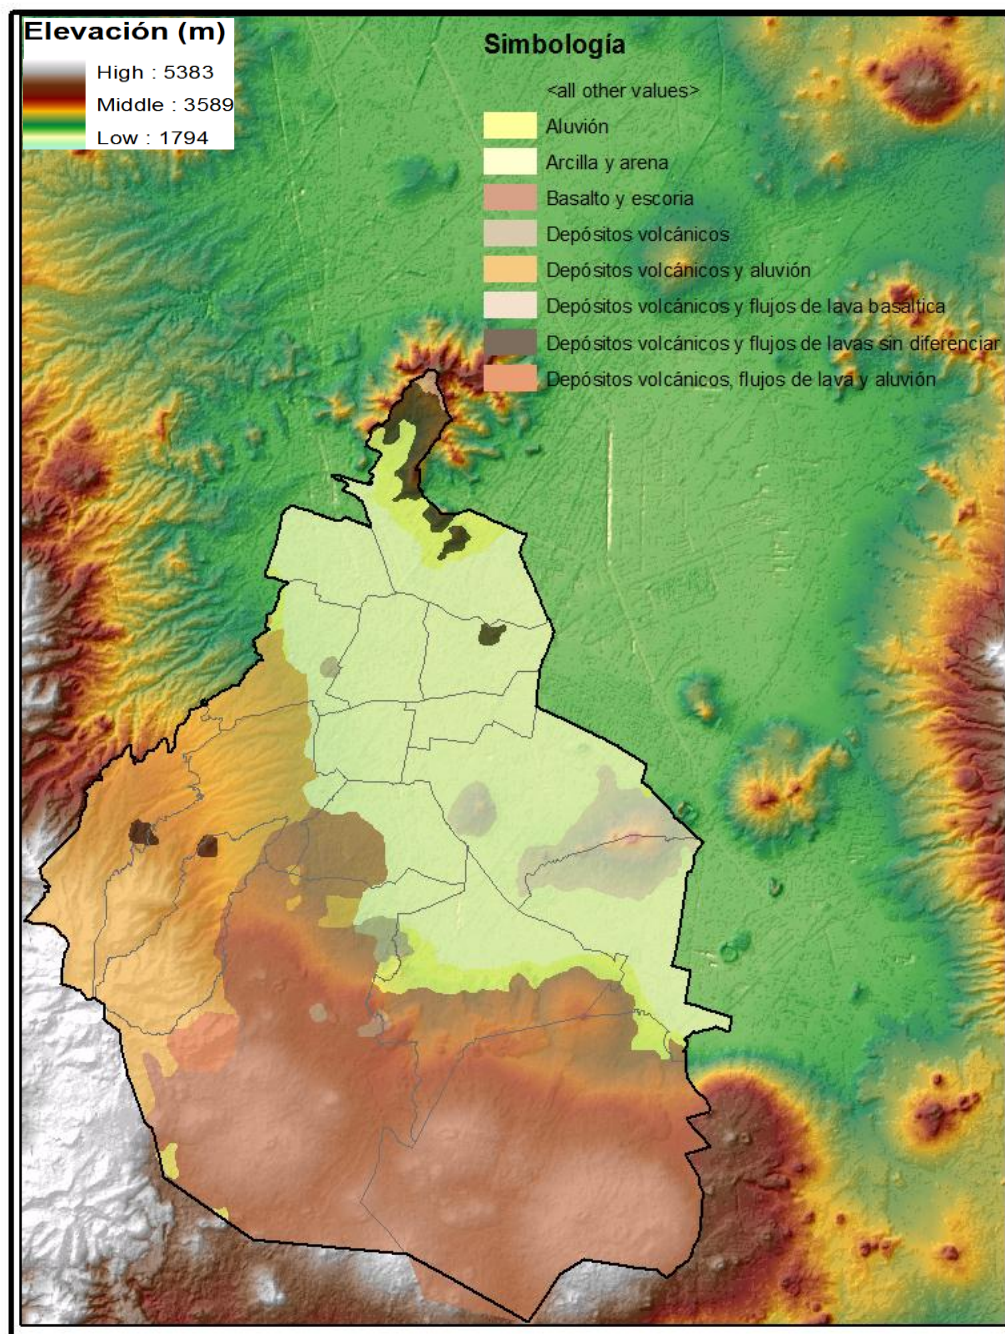 Elevación (m)
High : 5383
Middle : 3589
Low : 1794
Simbología
<all other values>
Aluvión
Arcilla y arena
Basalto y escoria
Depósitos volcánicos
Depósitos volcánicos y aluvión
Depósitos volcánicos y flujos de lava basáltica
Depósitos volcánicos y flujos de lavas sin diferenciar
Depósitos volcánicos, flujos de lava y aluvión